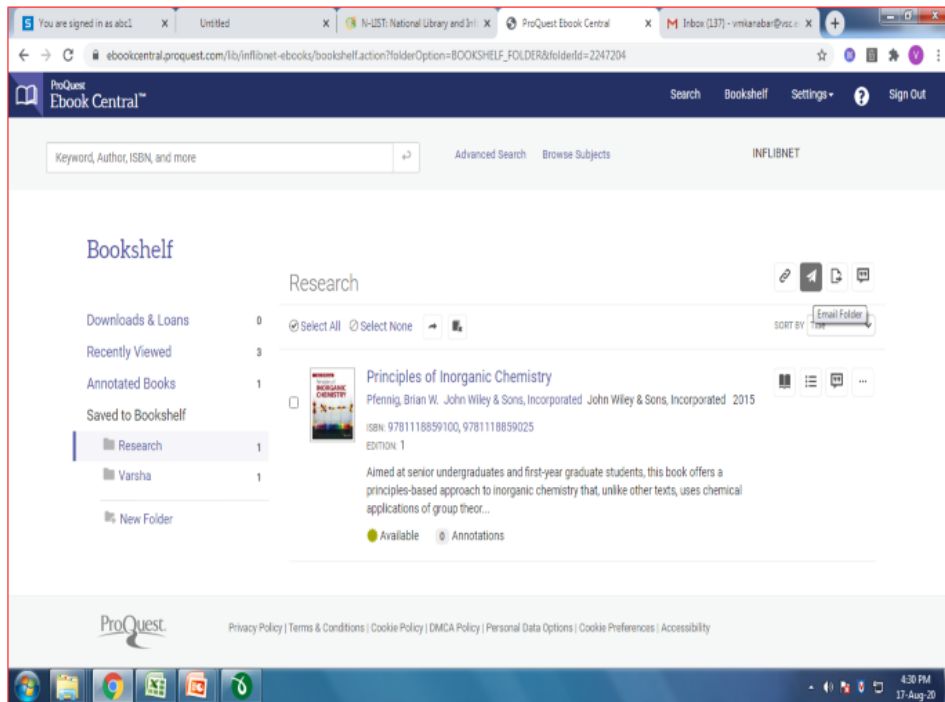 You are signed in as abc1
Untitled
N-LIST: National Library and Inf
ProQuest Ebook Central
M Inbox (137) - vmkanabar@vsc.e
ebookcentral.proquest.com/lib/inflibnet-ebooks/bookshelf.action?folderOption=BOOKSHELF_FOLDER&folderId=2247204
V
ProQuest
Ebook Central™
Search Bookshelf Settings ? Sign Out
Keyword, Author, ISBN, and more
Advanced Search Browse Subjects
INFLIBNET
Bookshelf
Research
Email Folder
Downloads & Loans 0
Select All Select None
SORT BY Title
Recently Viewed 3
Annotated Books 1
Saved to Bookshelf
Research 1
Varsha 1
New Folder
PRINCIPLES OF
INORGANIC
CHEMISTRY
Principles of Inorganic Chemistry
Pfennig, Brian W. John Wiley & Sons, Incorporated John Wiley & Sons, Incorporated 2015
ISBN: 9781118859100, 9781118859025
EDITION: 1
Aimed at senior undergraduates and first-year graduate students, this book offers a
principles-based approach to inorganic chemistry that, unlike other texts, uses chemical
applications of group theor...
Available 0 Annotations
ProQuest.
Privacy Policy | Terms & Conditions | Cookie Policy | DMCA Policy | Personal Data Options | Cookie Preferences | Accessibility
4:30 PM
17-Aug-20